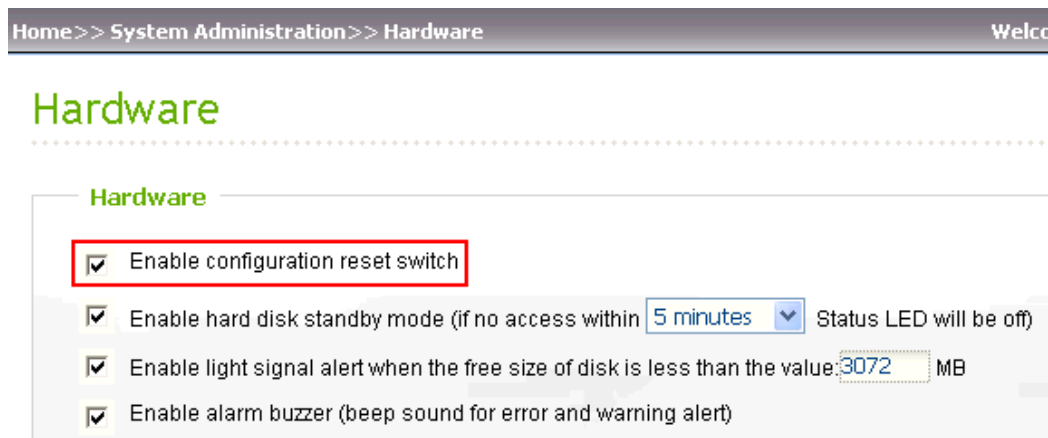 Home>> System Administration>> Hardware Welco
Hardware
Hardware
Enable configuration reset switch
Enable hard disk standby mode (if no access within 5 minutes Status LED will be off)
Enable light signal alert when the free size of disk is less than the value:3072 MB
Enable alarm buzzer (beep sound for error and warning alert)